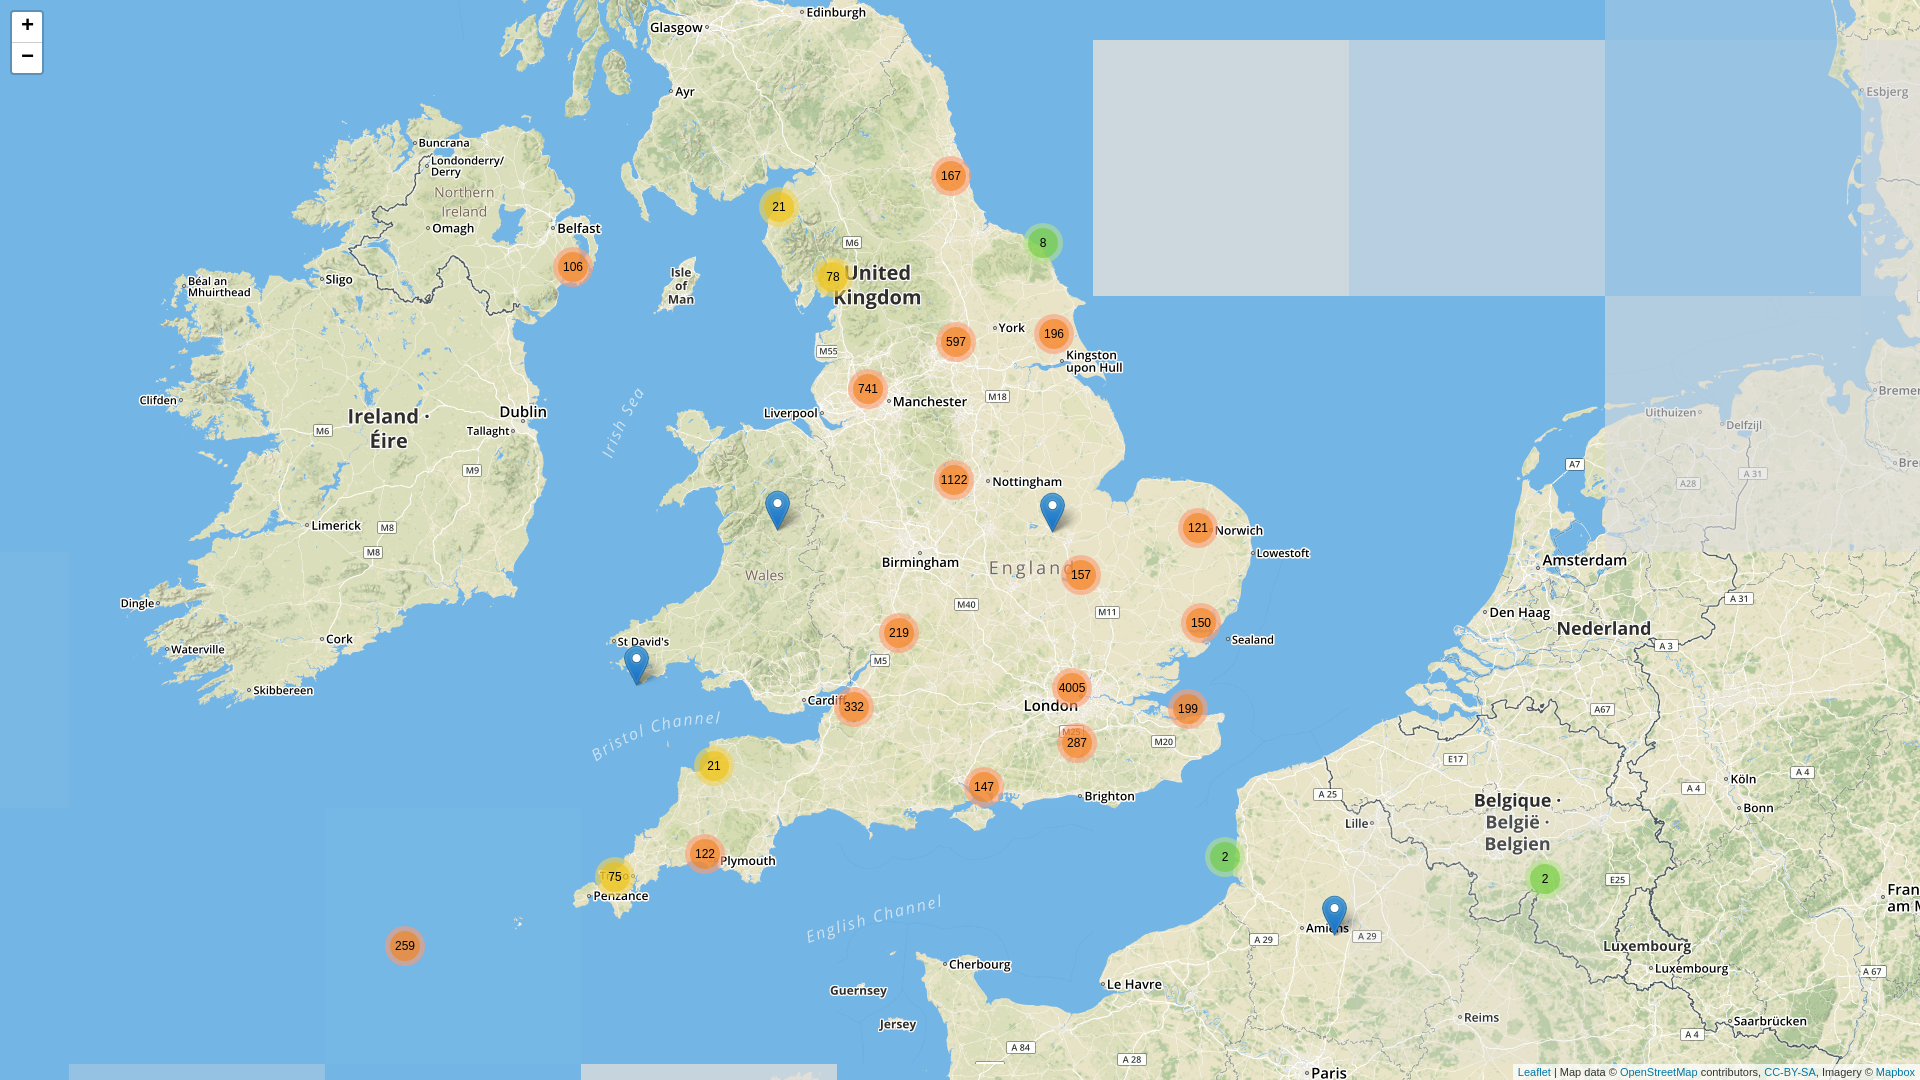 +
−
Edinburgh
Glasgow
Ayr
Esbjerg
Buncrana
Londonderry/
Derry
Northern
Ireland
Omagh
Belfast
167
21
M6
8
106
78
United
Kingdom
Isle
of
Man
Béal an
Mhuirthead
Sligo
York
196
597
Kingston
upon Hull
M55
741
Manchester
M18
Liverpool
Clifden
Ireland ·
Éire
Dublin
Tallaght
M6
M9
Irish Sea
Uithuizen
Delfzijl
A7
A 31
A28
1122
Nottingham
Limerick
M8
M8
121
Norwich
Lowestoft
Birmingham
England
157
Wales
Amsterdam
A 31
Dingle
M40
M11
Den Haag
Nederland
Cork
Waterville
St David's
219
150
Sealand
M5
A 3
Skibbereen
4005
London
Cardiff
332
199
A67
Bristol Channel
M25
287
M20
E17
21
147
Brighton
A 25
Köln
A 4
A 4
Bonn
Belgique ·
België ·
Belgien
Lille
122
Plymouth
2
75
Penzance
2
E25
English Channel
Amiens
A 29
A 29
259
Luxembourg
Luxembourg
A 67
Cherbourg
Le Havre
Guernsey
Jersey
Reims
Saarbrücken
A 84
A 28
A 4
Paris
Leaflet | Map data © OpenStreetMap contributors, CC-BY-SA, Imagery © Mapbox